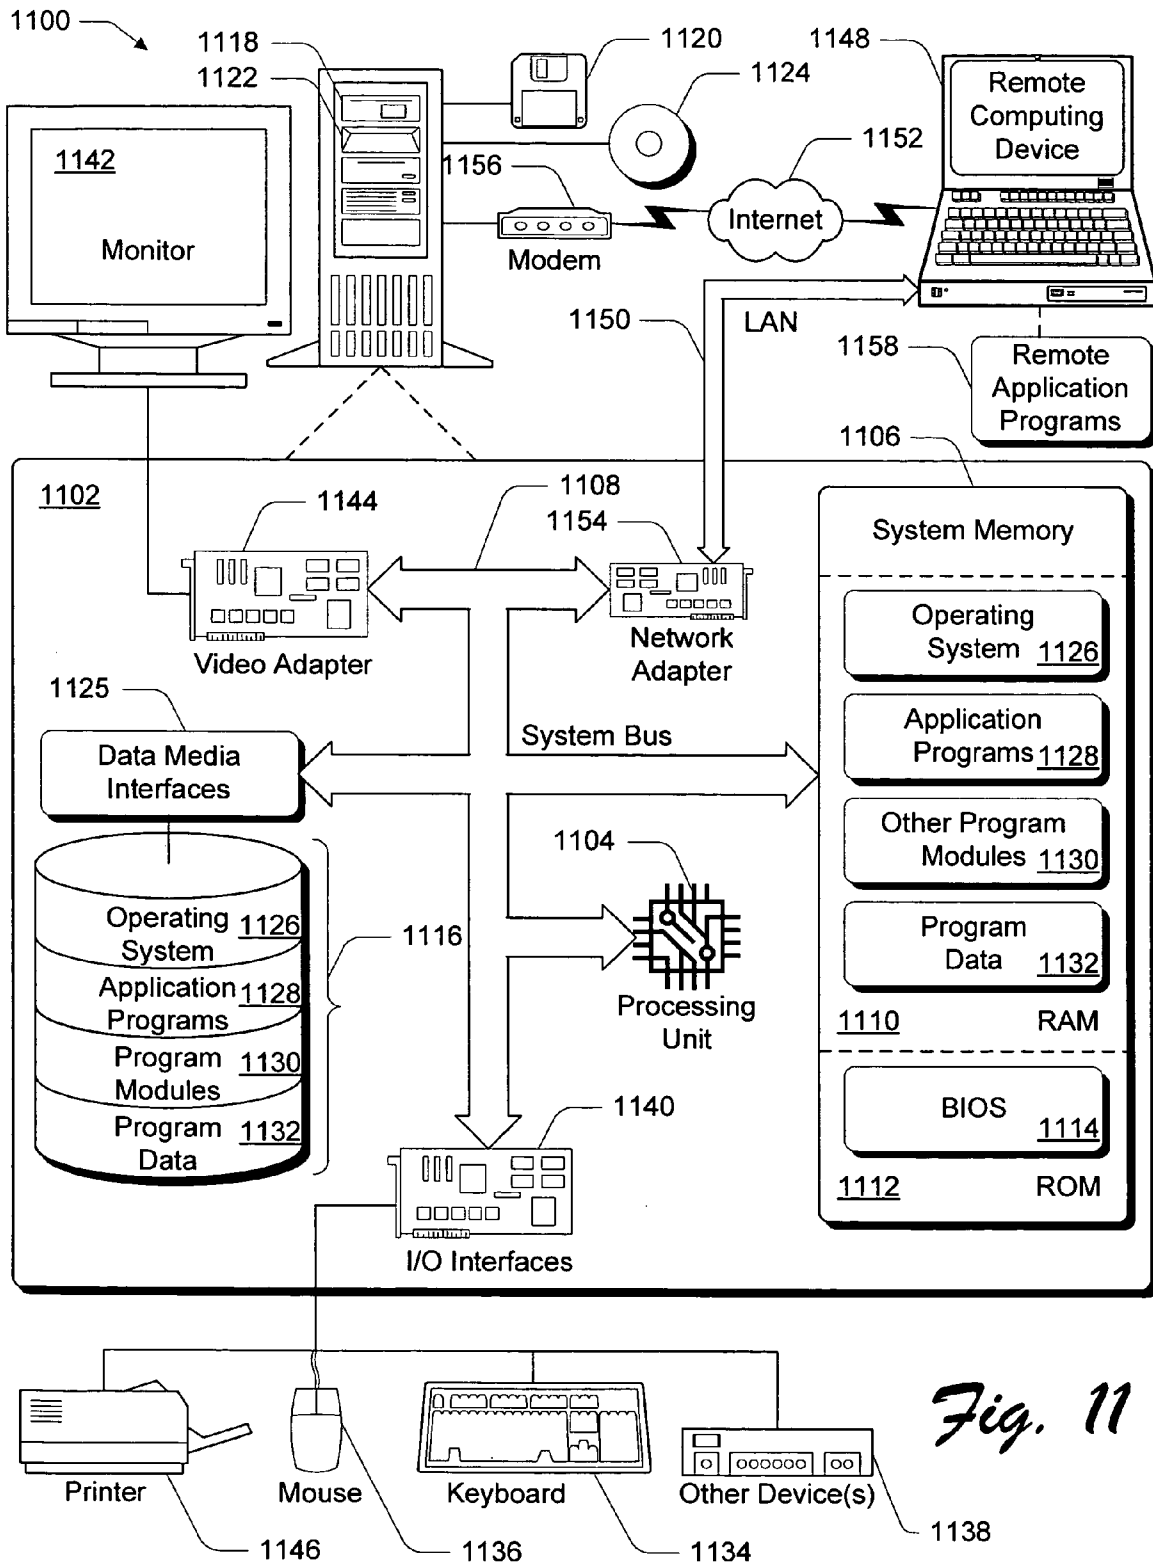 1100
1118
1122
1120
1124
1148
Remote
Computing
Device
1142
Monitor
1156
1152
Internet
Modem
1150
LAN
1158
Remote
Application
Programs
1106
1102
1144
1108
1154
System Memory
Video Adapter
Network
Adapter
Operating
System 1126
1125
Data Media
Interfaces
System Bus
Application
Programs 1128
Other Program
Modules 1130
1104
Operating
System 1126
1116
Application
Programs 1128
Program
Modules 1130
Program
Data 1132
Processing
Unit
Program
Data 1132
1110 RAM
1140
BIOS
1114
1112 ROM
I/O Interfaces
Printer
Mouse
Keyboard
Other Device(s)
1146
1136
1134
1138
Fig. 11